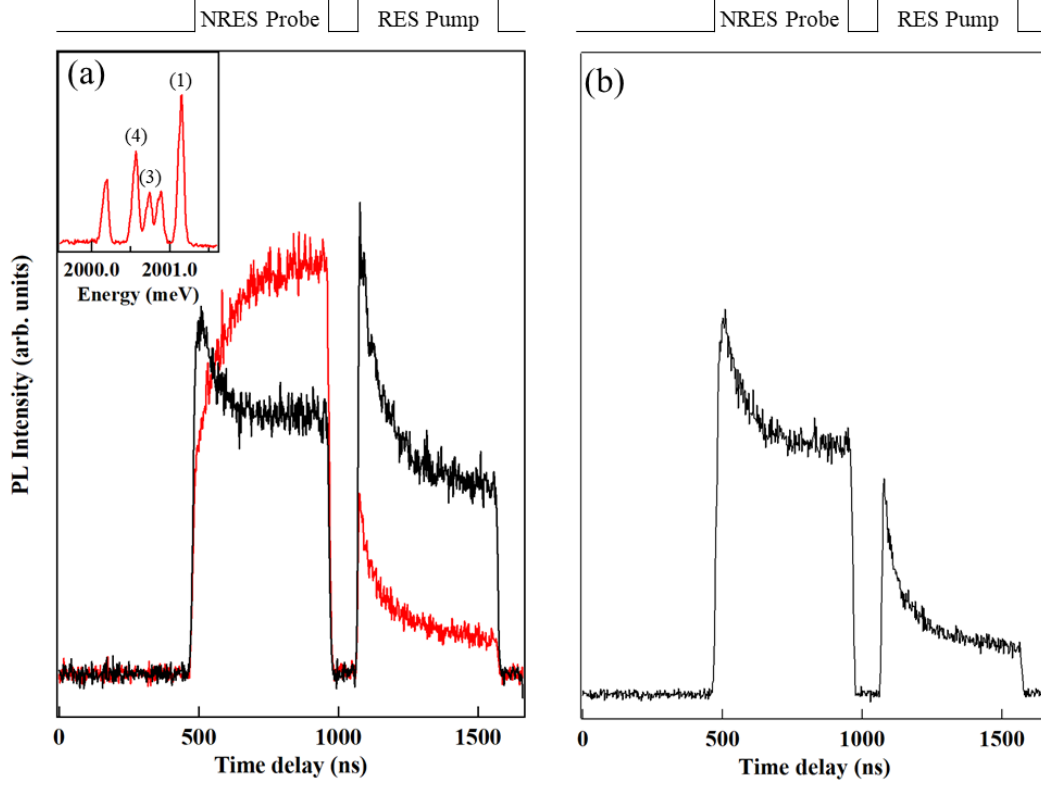 NRES Probe RES Pump NRES Probe RES Pump
(a) (b)
(1)
(4)
(3)
2000.0 2001.0
Energy (meV)
PL Intensity (arb. units)
0 500 1000 1500 0 500 1000 1500
Time delay (ns) Time delay (ns)